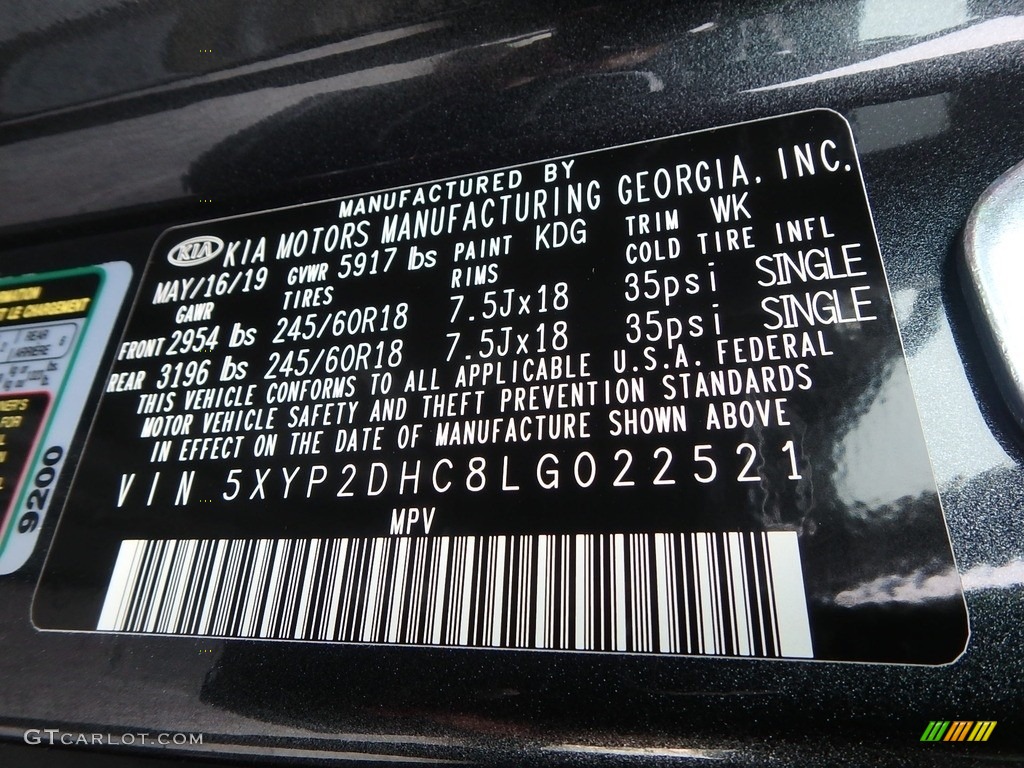 MANUFACTURED BY
KIA KIA MOTORS MANUFACTURING GEORGIA, INC.
MAY/16/19 GVWR 5917 lbs PAINT KDG TRIM WK
GAWR TIRES RIMS COLD TIRE INFL
FRONT 2954 lbs 245/60R18 7.5Jx18 35psi SINGLE
REAR 3196 lbs 245/60R18 7.5Jx18 35psi SINGLE
THIS VEHICLE CONFORMS TO ALL APPLICABLE U.S.A. FEDERAL
MOTOR VEHICLE SAFETY AND THEFT PREVENTION STANDARDS
IN EFFECT ON THE DATE OF MANUFACTURE SHOWN ABOVE
VIN 5XYP2DHC8LG022521
MPV
REAR
9200
GTCARLOT.COM